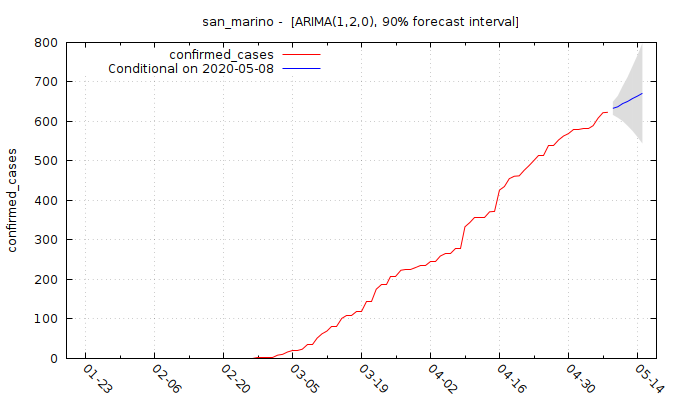 san_marino -  [ARIMA(1,2,0), 90% forecast interval]
confirmed_cases
Conditional on 2020-05-08
confirmed_cases
800
700
600
500
400
300
200
100
0
01-23 02-06 02-20 03-05 03-19 04-02 04-16 04-30 05-14